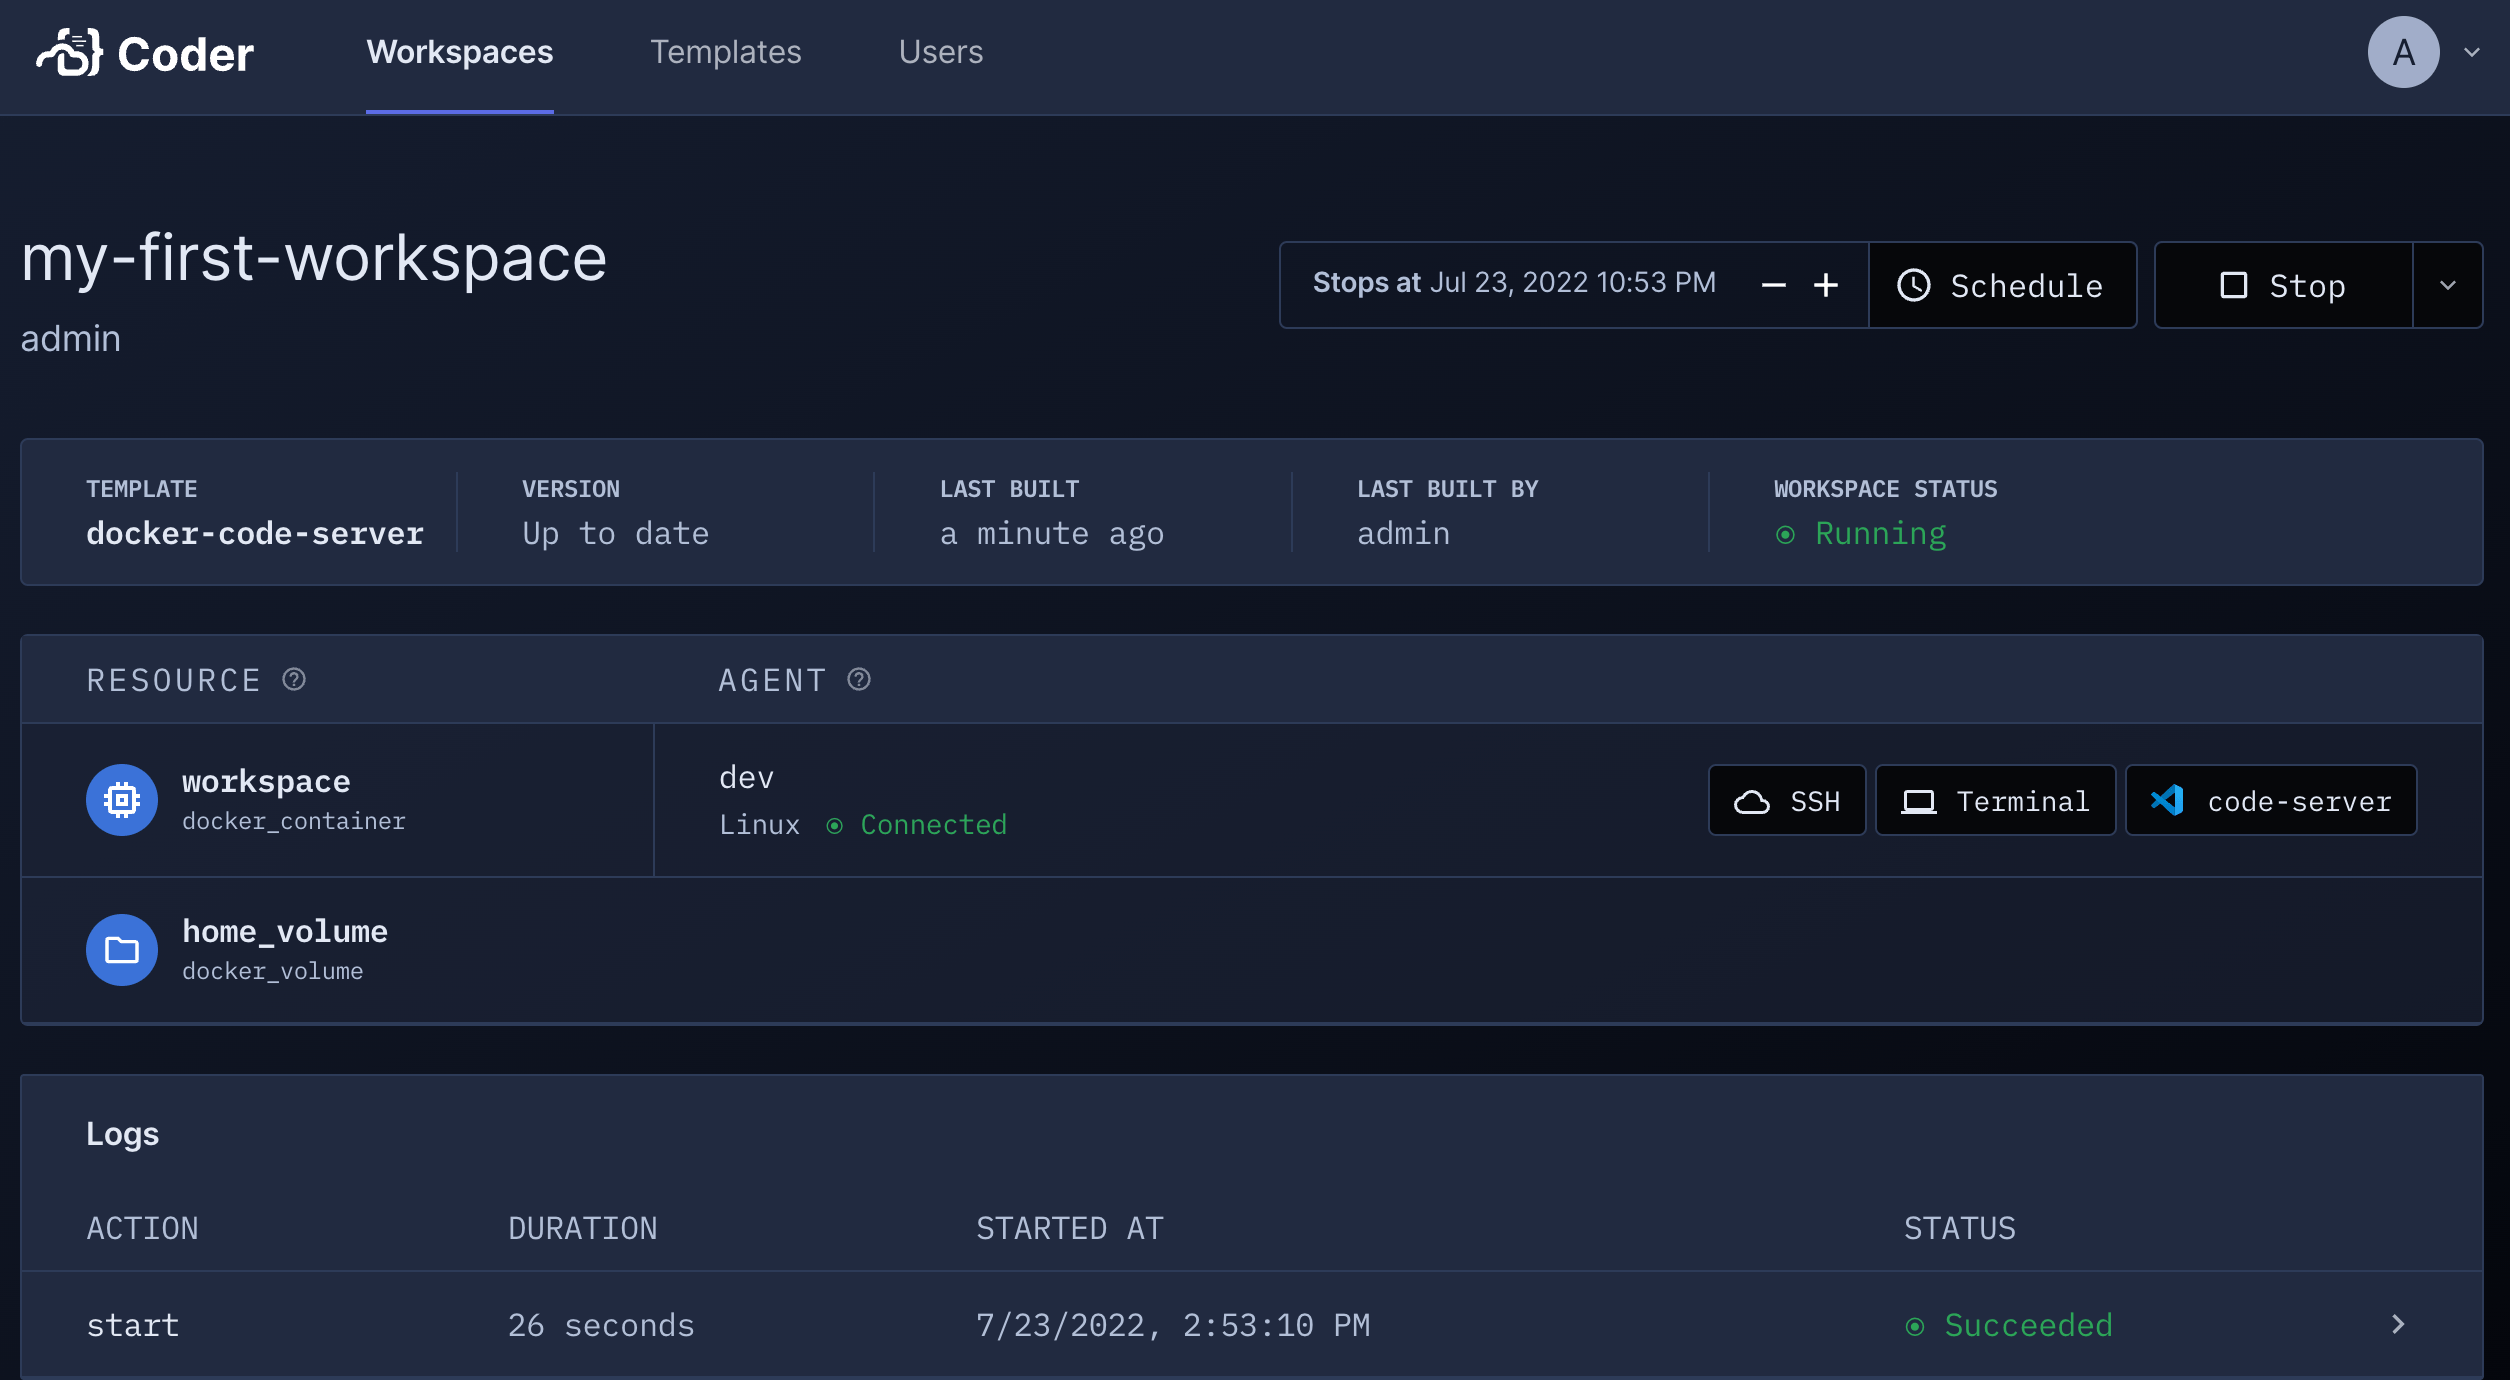 Coder Workspaces Templates Users A
my-first-workspace
admin
Stops at Jul 23, 2022 10:53 PM − + Schedule Stop
TEMPLATE VERSION LAST BUILT LAST BUILT BY WORKSPACE STATUS
docker-code-server Up to date a minute ago admin Running
RESOURCE AGENT
workspace
docker_container
dev
Linux Connected
SSH Terminal code-server
home_volume
docker_volume
Logs
ACTION DURATION STARTED AT STATUS
start 26 seconds 7/23/2022, 2:53:10 PM Succeeded